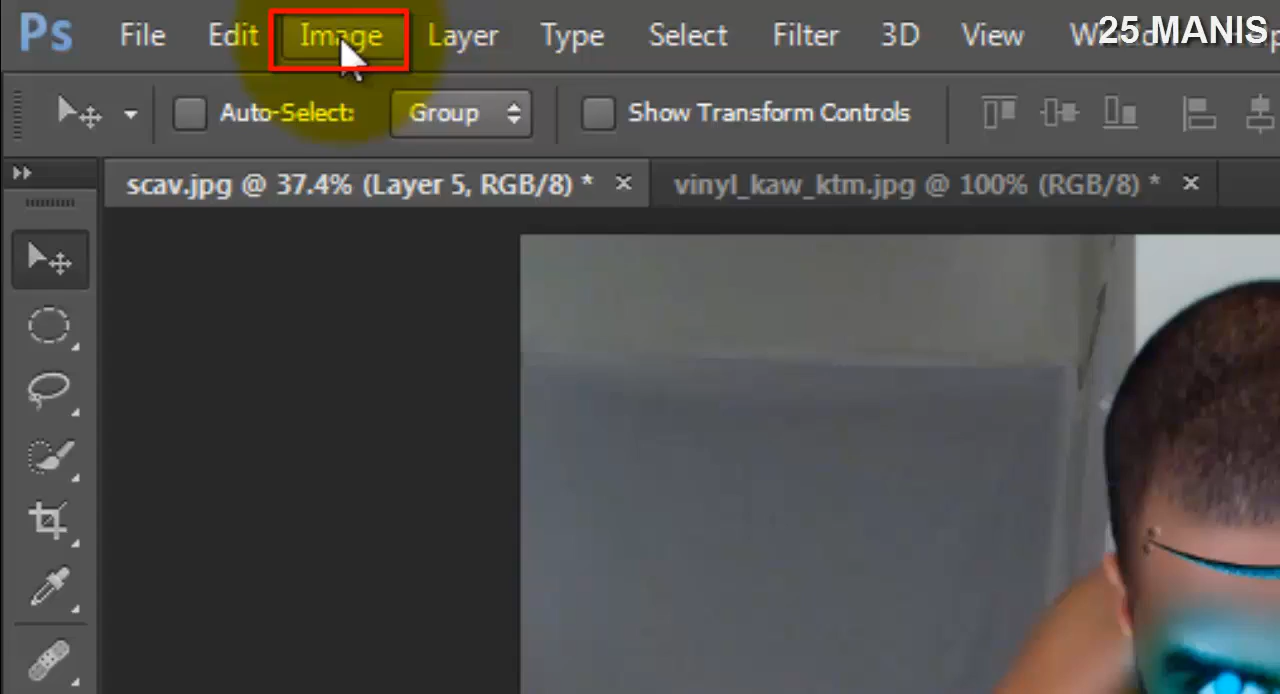 Ps File Edit Image Layer Type Select Filter 3D View
25 MANIS
Auto-Select: Group Show Transform Controls
scav.jpg @ 37.4% (Layer 5, RGB/8) * × vinyl_kaw_ktm.jpg @ 100% (RGB/8) * ×